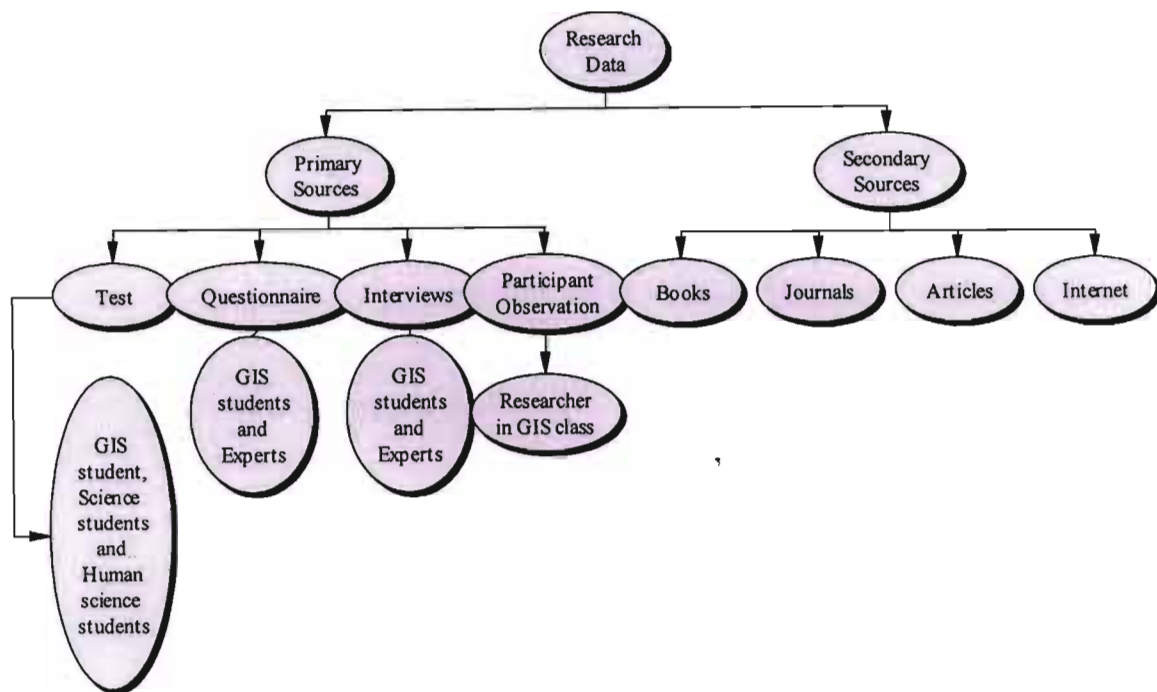 Research
Data
Primary
Sources
Secondary
Sources
Test
Questionnaire
Interviews
Participant
Observation
Books
Journals
Articles
Internet
GIS
students
and
Experts
GIS
students
and
Experts
Researcher
in GIS class
GIS
student,
Science
students
and
Human
science
students